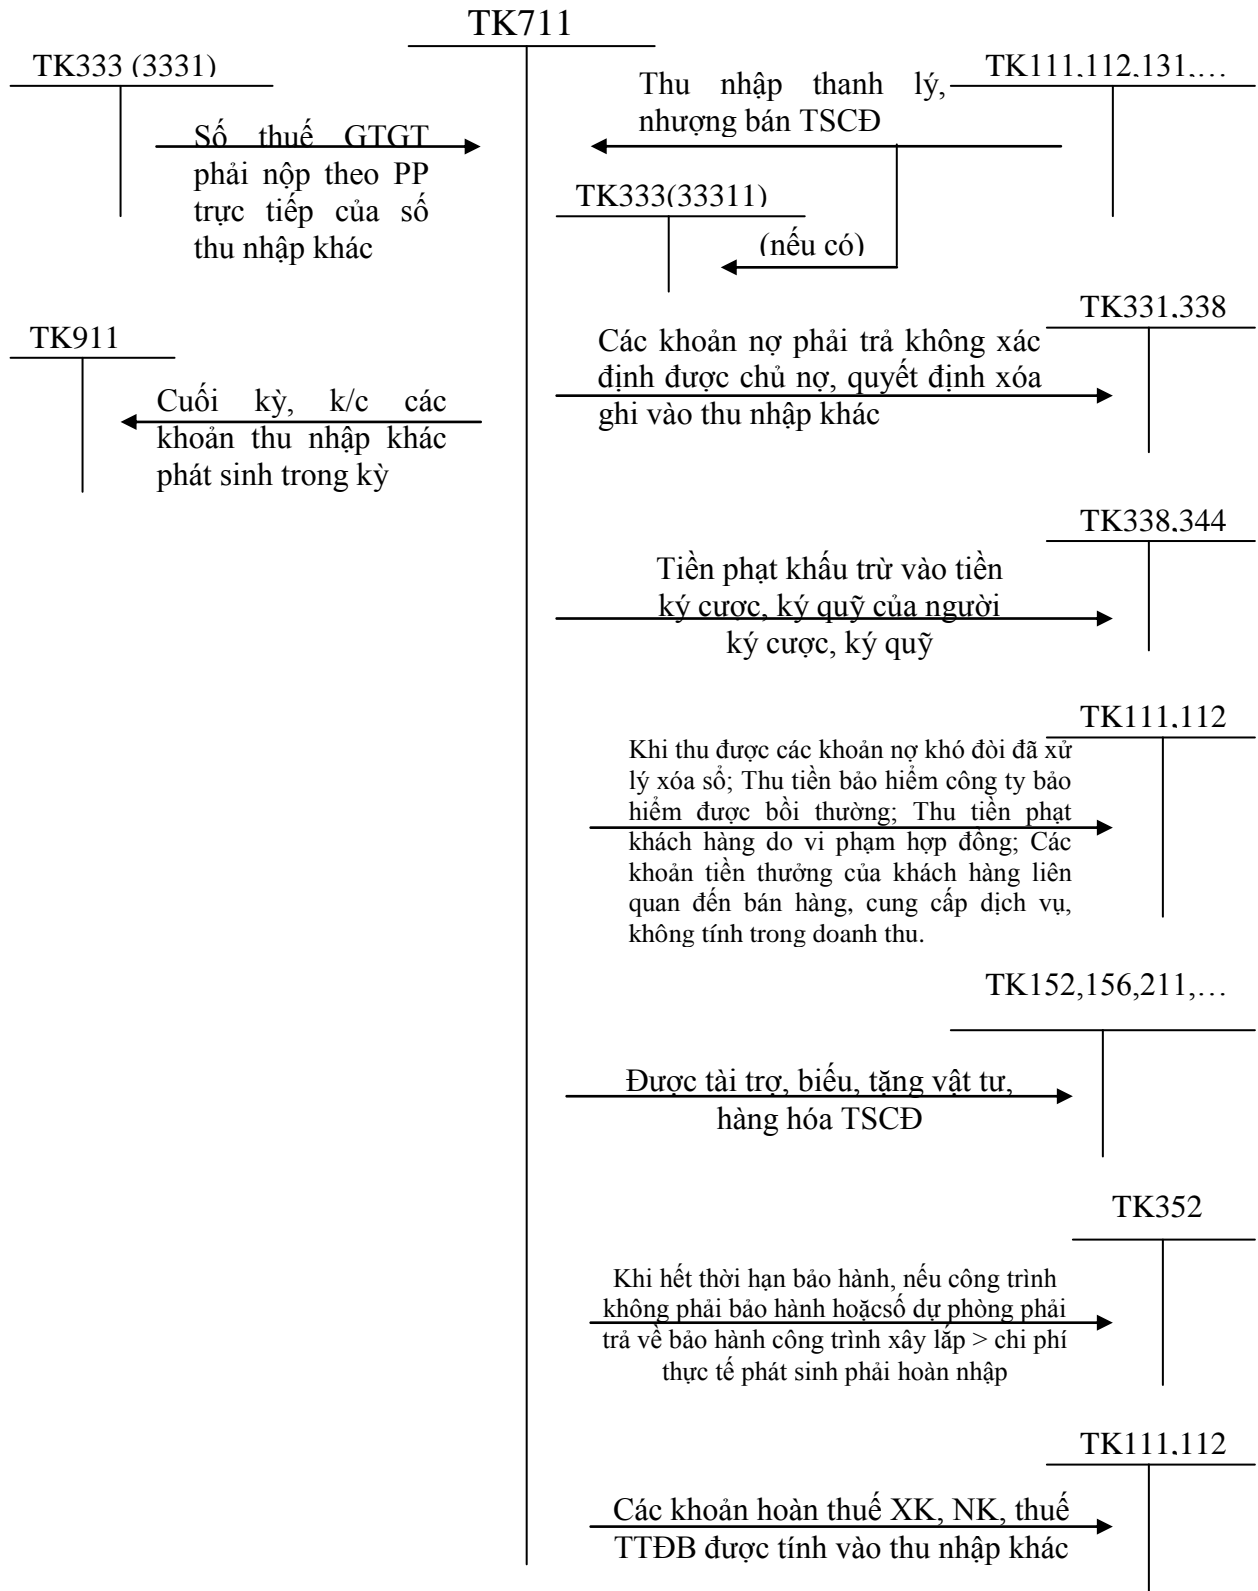 TK711
TK333 (3331)
Số thuế GTGT
phải nộp theo PP
trực tiếp của số
thu nhập khác
TK911
Cuối kỳ, k/c các
khoản thu nhập khác
phát sinh trong kỳ
TK111,112,131,…
Thu nhập thanh lý,
nhượng bán TSCĐ
TK333(33311)
(nếu có)
TK331,338
Các khoản nợ phải trả không xác
định được chủ nợ, quyết định xóa
ghi vào thu nhập khác
TK338,344
Tiền phạt khấu trừ vào tiền
ký cược, ký quỹ của người
ký cược, ký quỹ
TK111,112
Khi thu được các khoản nợ khó đòi đã xử
lý xóa sổ; Thu tiền bảo hiểm công ty bảo
hiểm được bồi thường; Thu tiền phạt
khách hàng do vi phạm hợp đồng; Các
khoản tiền thưởng của khách hàng liên
quan đến bán hàng, cung cấp dịch vụ,
không tính trong doanh thu.
TK152,156,211,…
Được tài trợ, biếu, tặng vật tư,
hàng hóa TSCĐ
TK352
Khi hết thời hạn bảo hành, nếu công trình
không phải bảo hành hoặcsố dự phòng phải
trả về bảo hành công trình xây lắp > chi phí
thực tế phát sinh phải hoàn nhập
TK111,112
Các khoản hoàn thuế XK, NK, thuế
TTĐB được tính vào thu nhập khác